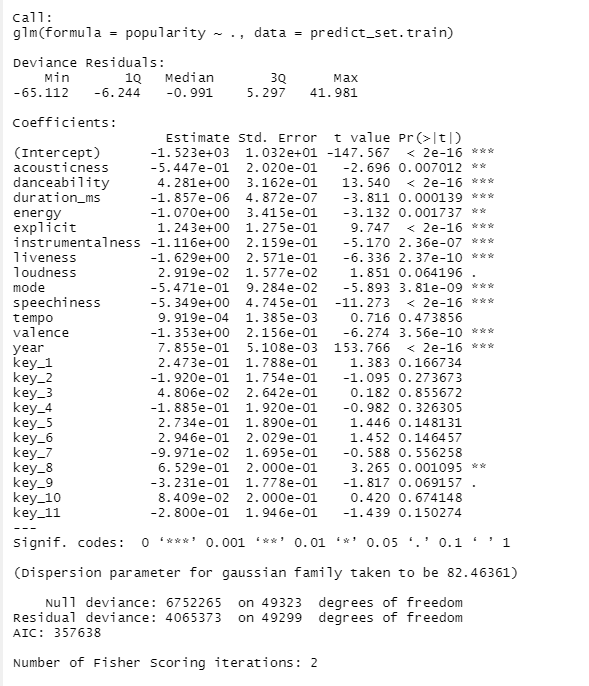 Call:
glm(formula = popularity ~ ., data = predict_set.train)
Deviance Residuals:
Min 1Q Median 3Q Max
-65.112 -6.244 -0.991 5.297 41.981
Coefficients:
Estimate Std. Error t value Pr(>|t|)
(Intercept) -1.523e+03 1.032e+01 -147.567 < 2e-16 ***
acousticness -5.447e-01 2.020e-01 -2.696 0.007012 **
danceability 4.281e+00 3.162e-01 13.540 < 2e-16 ***
duration_ms -1.857e-06 4.872e-07 -3.811 0.000139 ***
energy -1.070e+00 3.415e-01 -3.132 0.001737 **
explicit 1.243e+00 1.275e-01 9.747 < 2e-16 ***
instrumentalness -1.116e+00 2.159e-01 -5.170 2.36e-07 ***
liveness -1.629e+00 2.571e-01 -6.336 2.37e-10 ***
loudness 2.919e-02 1.577e-02 1.851 0.064196 .
mode -5.471e-01 9.284e-02 -5.893 3.81e-09 ***
speechiness -5.349e+00 4.745e-01 -11.273 < 2e-16 ***
tempo 9.919e-04 1.385e-03 0.716 0.473856
valence -1.353e+00 2.156e-01 -6.274 3.56e-10 ***
year 7.855e-01 5.108e-03 153.766 < 2e-16 ***
key_1 2.473e-01 1.788e-01 1.383 0.166734
key_2 -1.920e-01 1.754e-01 -1.095 0.273673
key_3 4.806e-02 2.642e-01 0.182 0.855672
key_4 -1.885e-01 1.920e-01 -0.982 0.326305
key_5 2.734e-01 1.890e-01 1.446 0.148131
key_6 2.946e-01 2.029e-01 1.452 0.146457
key_7 -9.971e-02 1.695e-01 -0.588 0.556258
key_8 6.529e-01 2.000e-01 3.265 0.001095 **
key_9 -3.231e-01 1.778e-01 -1.817 0.069157 .
key_10 8.409e-02 2.000e-01 0.420 0.674148
key_11 -2.800e-01 1.946e-01 -1.439 0.150274
---
Signif. codes: 0 ‘***’ 0.001 ‘**’ 0.01 ‘*’ 0.05 ‘.’ 0.1 ‘ ’ 1
(Dispersion parameter for gaussian family taken to be 82.46361)
Null deviance: 6752265 on 49323 degrees of freedom
Residual deviance: 4065373 on 49299 degrees of freedom
AIC: 357638
Number of Fisher Scoring iterations: 2